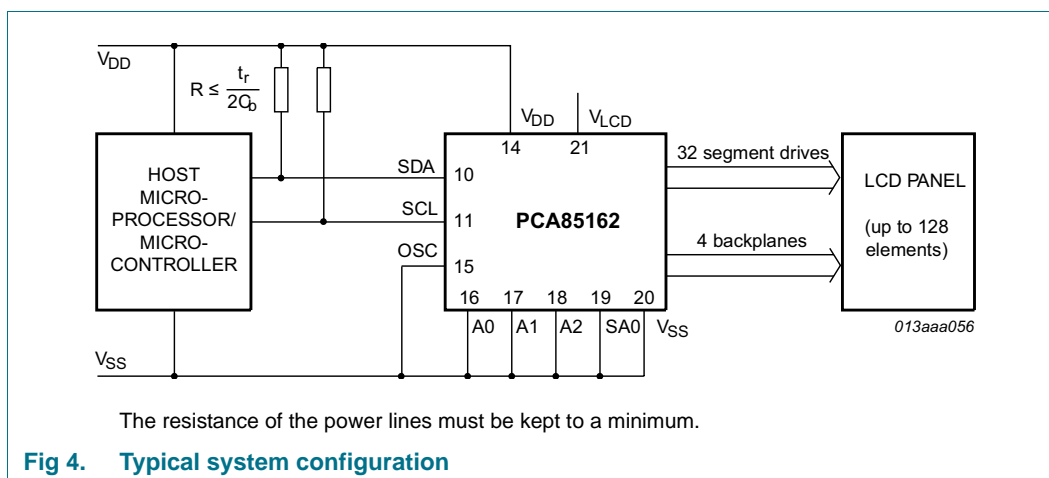 VDD
R ≤ tr
2Cb
VDD
VLCD
14
21
HOST
MICRO-
PROCESSOR/
MICRO-
CONTROLLER
SDA
10
SCL
11
OSC
15
PCA85162
16
17
18
19
20
A0
A1
A2
SA0
VSS
32 segment drives
4 backplanes
LCD PANEL
(up to 128
elements)
013aaa056
VSS
The resistance of the power lines must be kept to a minimum.
Fig 4. Typical system configuration